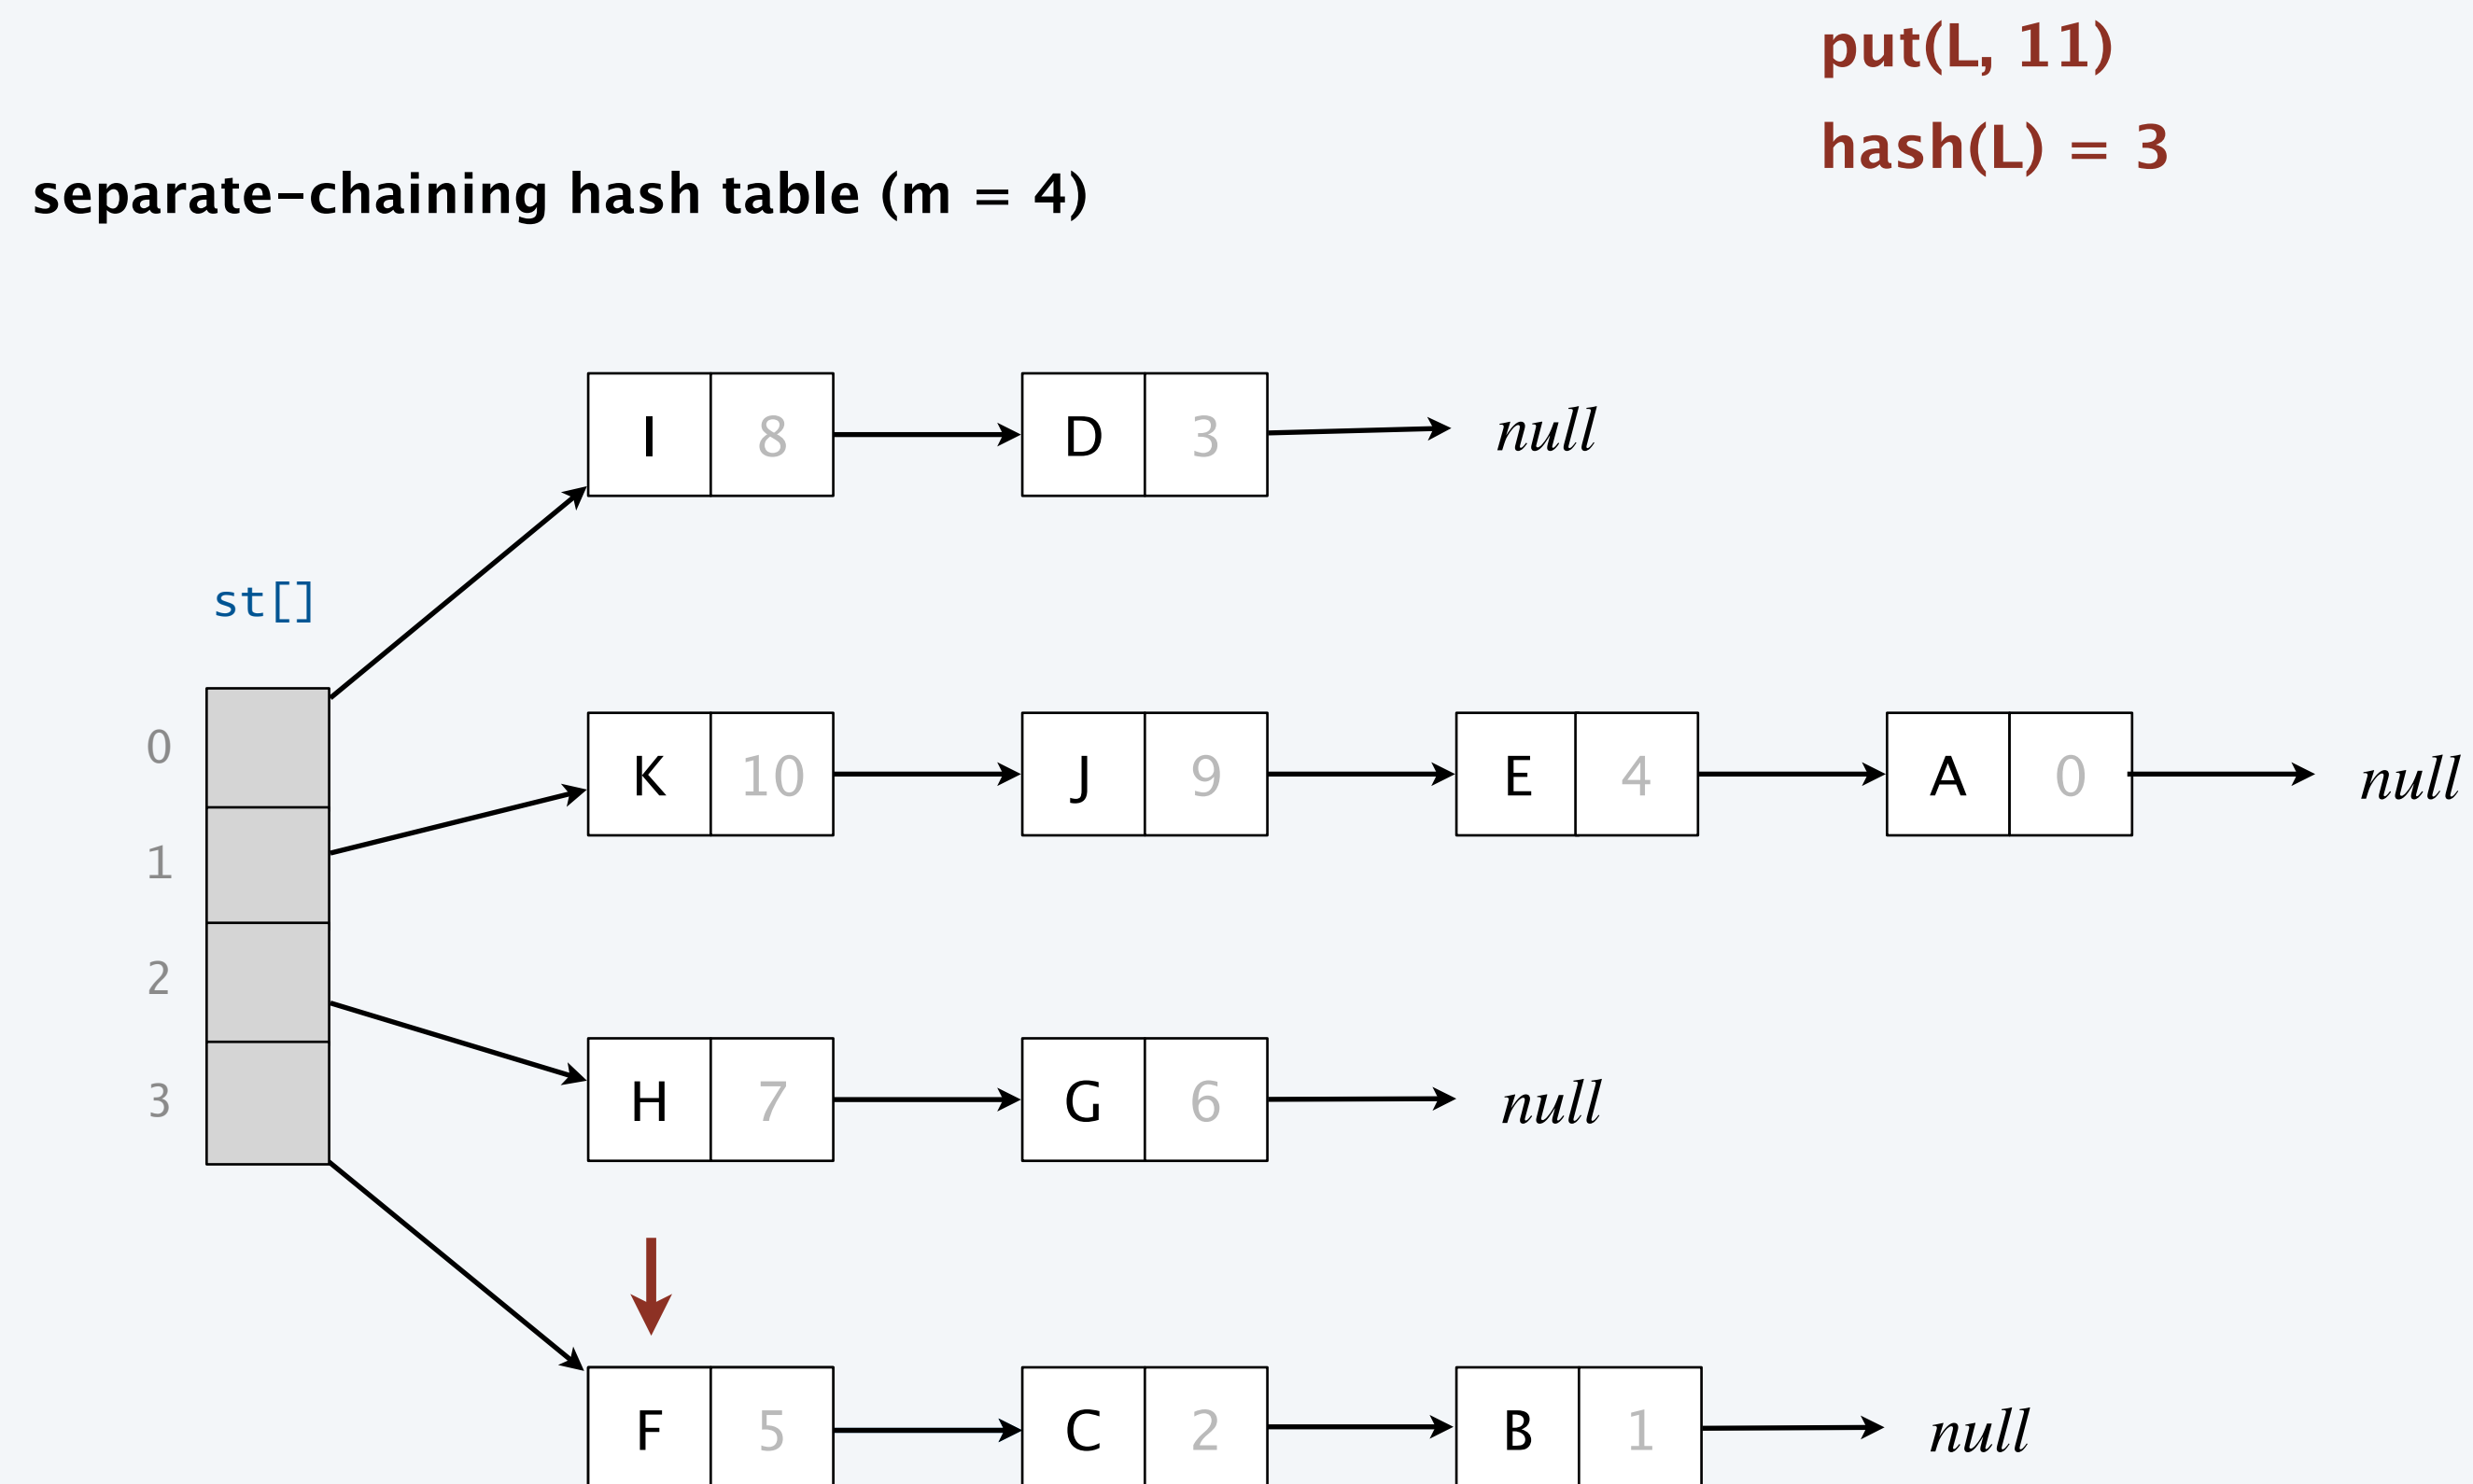 put(L, 11)
hash(L) = 3
separate-chaining hash table (m = 4)
I 8 D 3 null
st[]
0
K 10 J 9 E 4 A 0 null
1
2
H 7 G 6 null
3
F 5 C 2 B 1 null